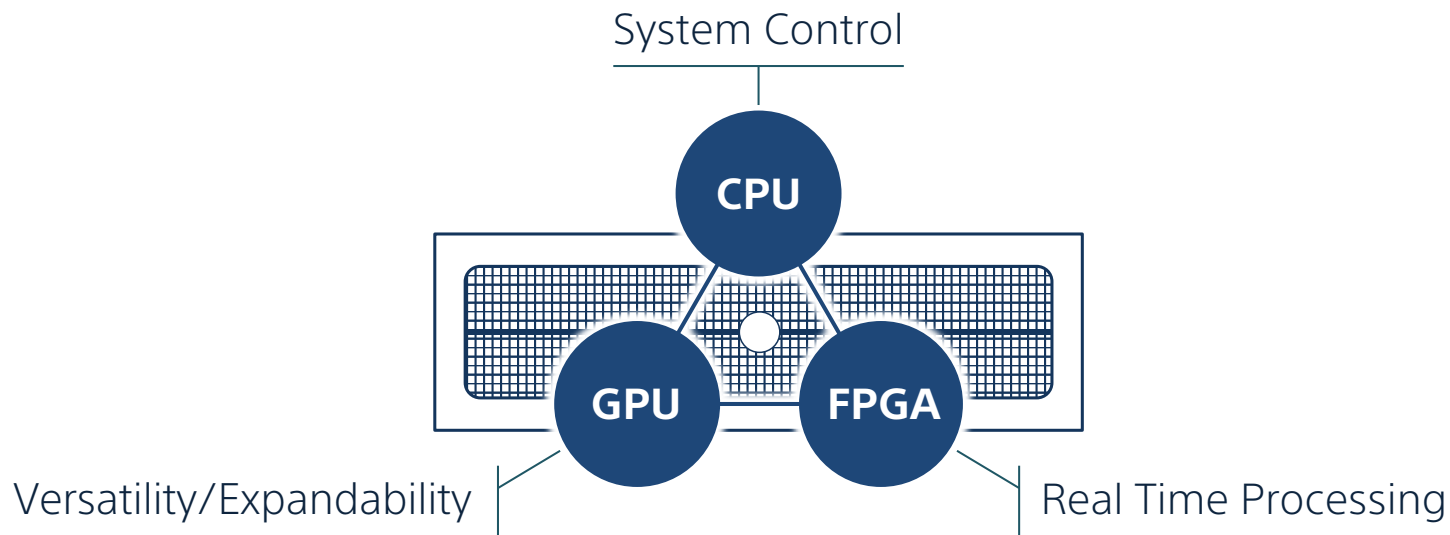 System Control
CPU
GPU
FPGA
Versatility/Expandability
Real Time Processing